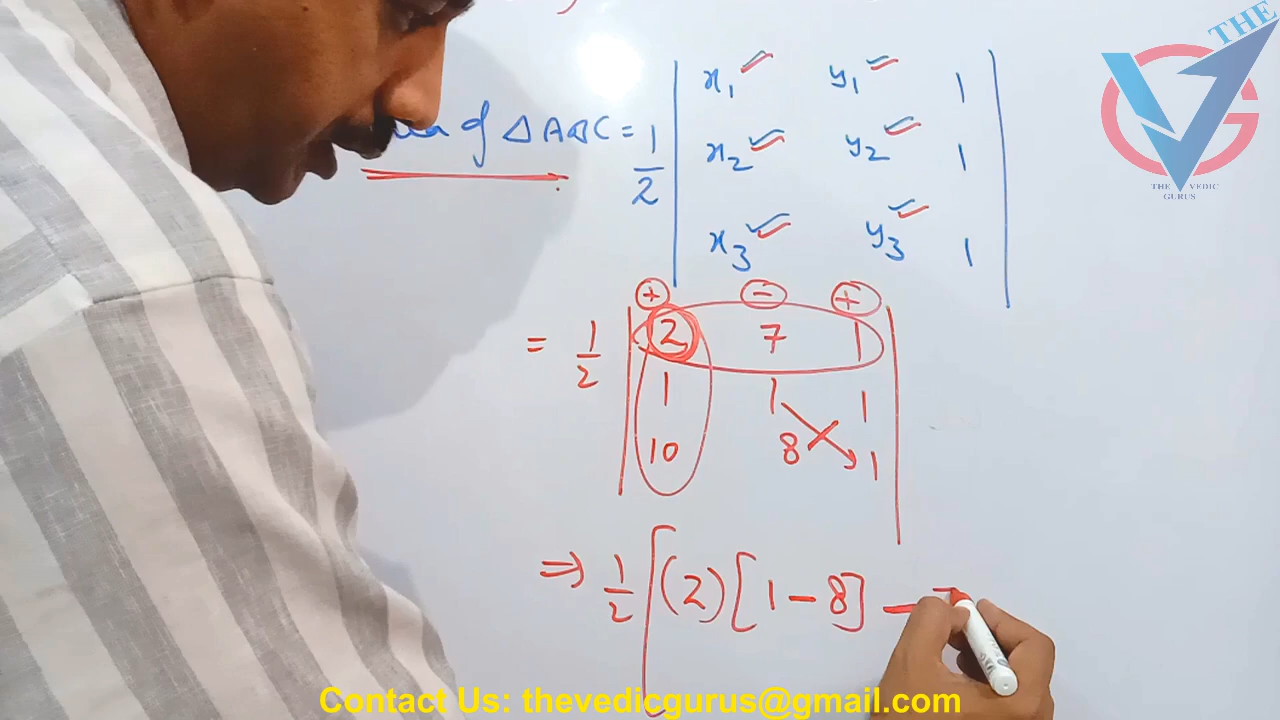 of △ ABC = 1/2 | x1 y1 1
x2 y2 1
x3 y3 1 |
+ - +
= 1/2 | 2 7 1
1 1 1
10 8 1 |
⇒ 1/2 [(2)[1-8] - 7
THE
VG
THE VEDIC
GURUS
Contact Us: thevedicgurus@gmail.com